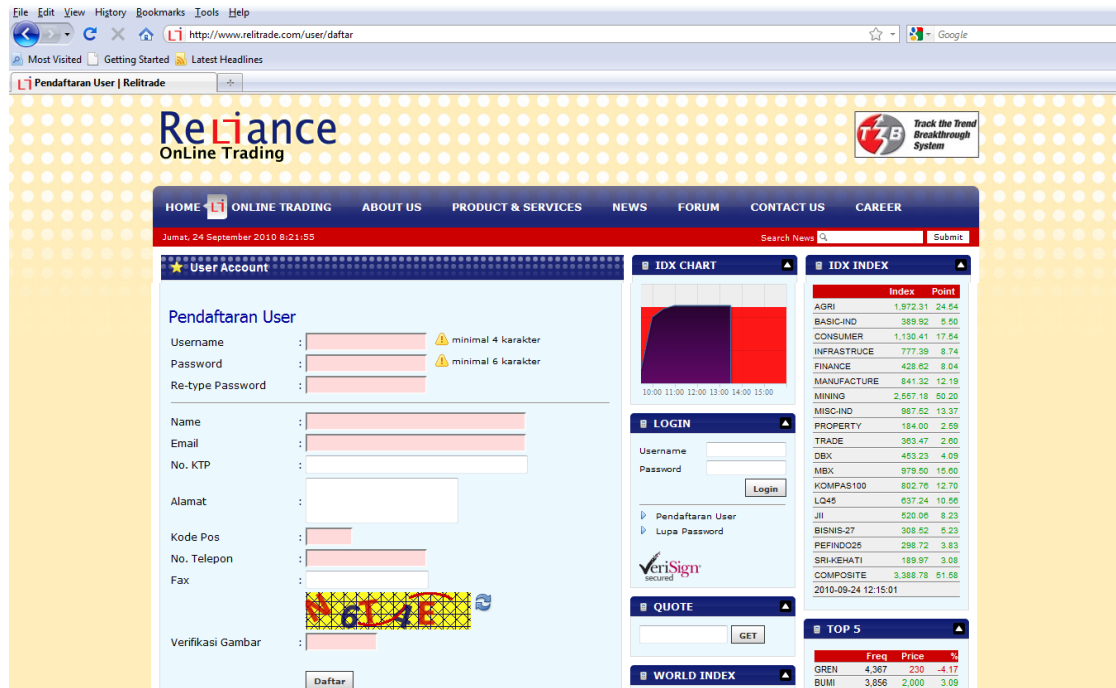 File Edit View History Bookmarks Tools Help
http://www.relitrade.com/user/daftar
Google
Most Visited Getting Started Latest Headlines
Pendaftaran User | Relitrade
Reliance
OnLine Trading
TZB
Track the Trend
Breakthrough
System
HOME ONLINE TRADING ABOUT US PRODUCT & SERVICES NEWS FORUM CONTACT US CAREER
Jumat, 24 September 2010 8:21:55
Search News Submit
User Account
Pendaftaran User
Username : minimal 4 karakter
Password : minimal 6 karakter
Re-type Password :
Name :
Email :
No. KTP :
Alamat :
Kode Pos :
No. Telepon :
Fax :
N6TAE
Verifikasi Gambar :
Daftar
IDX CHART
10:00 11:00 12:00 13:00 14:00 15:00
LOGIN
Username
Password
Login
Pendaftaran User
Lupa Password
VeriSign
secured
QUOTE
GET
WORLD INDEX
IDX INDEX
Index Point
AGRI 1,972.31 24.54
BASIC-IND 389.92 5.50
CONSUMER 1,130.41 17.54
INFRASTRUCE 777.39 8.74
FINANCE 428.62 8.04
MANUFACTURE 841.32 12.19
MINING 2,557.18 50.20
MISC-IND 987.52 13.37
PROPERTY 184.00 2.59
TRADE 363.47 2.60
DBX 453.23 4.09
MBX 979.50 15.60
KOMPAS100 802.76 12.70
LQ45 637.24 10.56
JII 520.06 8.23
BISNIS-27 308.52 5.23
PEFINDO25 298.72 3.83
SRI-KEHATI 189.97 3.08
COMPOSITE 3,388.78 51.58
2010-09-24 12:15:01
TOP 5
Freq Price %
GREN 4,367 230 -4.17
BUMI 3,856 2,000 3.09